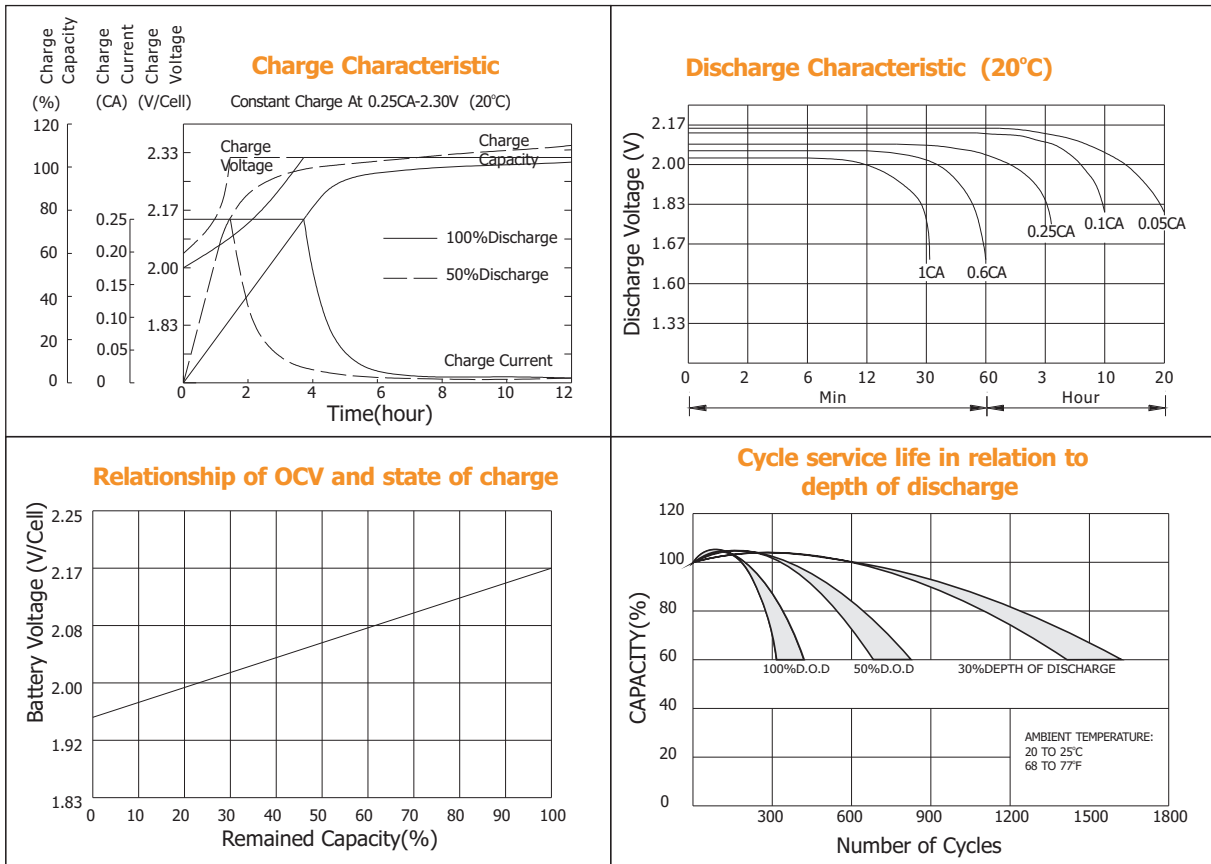 Charge
Capacity
Charge
Current
Charge
Voltage
(%)
(CA)
(V/Cell)
Charge Characteristic
Constant Charge At 0.25CA-2.30V (20°C)
120
100
80
60
40
20
0
0.25
0.20
0.15
0.10
0.05
0
2.33
2.17
2.00
1.83
Charge
Voltage
Charge
Capacity
100%Discharge
50%Discharge
Charge Current
0 2 4 6 8 10 12
Time(hour)
Discharge Characteristic (20°C)
Discharge Voltage (V)
2.17
2.00
1.83
1.67
1.60
1.33
1CA
0.6CA
0.25CA
0.1CA
0.05CA
0 2 6 12 30 60 3 10 20
Min
Hour
Relationship of OCV and state of charge
Battery Voltage (V/Cell)
2.25
2.17
2.08
2.00
1.92
1.83
0 10 20 30 40 50 60 70 80 90 100
Remained Capacity(%)
Cycle service life in relation to
depth of discharge
CAPACITY(%)
120
100
80
60
40
20
0
100%D.O.D
50%D.O.D
30%DEPTH OF DISCHARGE
AMBIENT TEMPERATURE:
20 TO 25°C
68 TO 77°F
300 600 900 1200 1500 1800
Number of Cycles